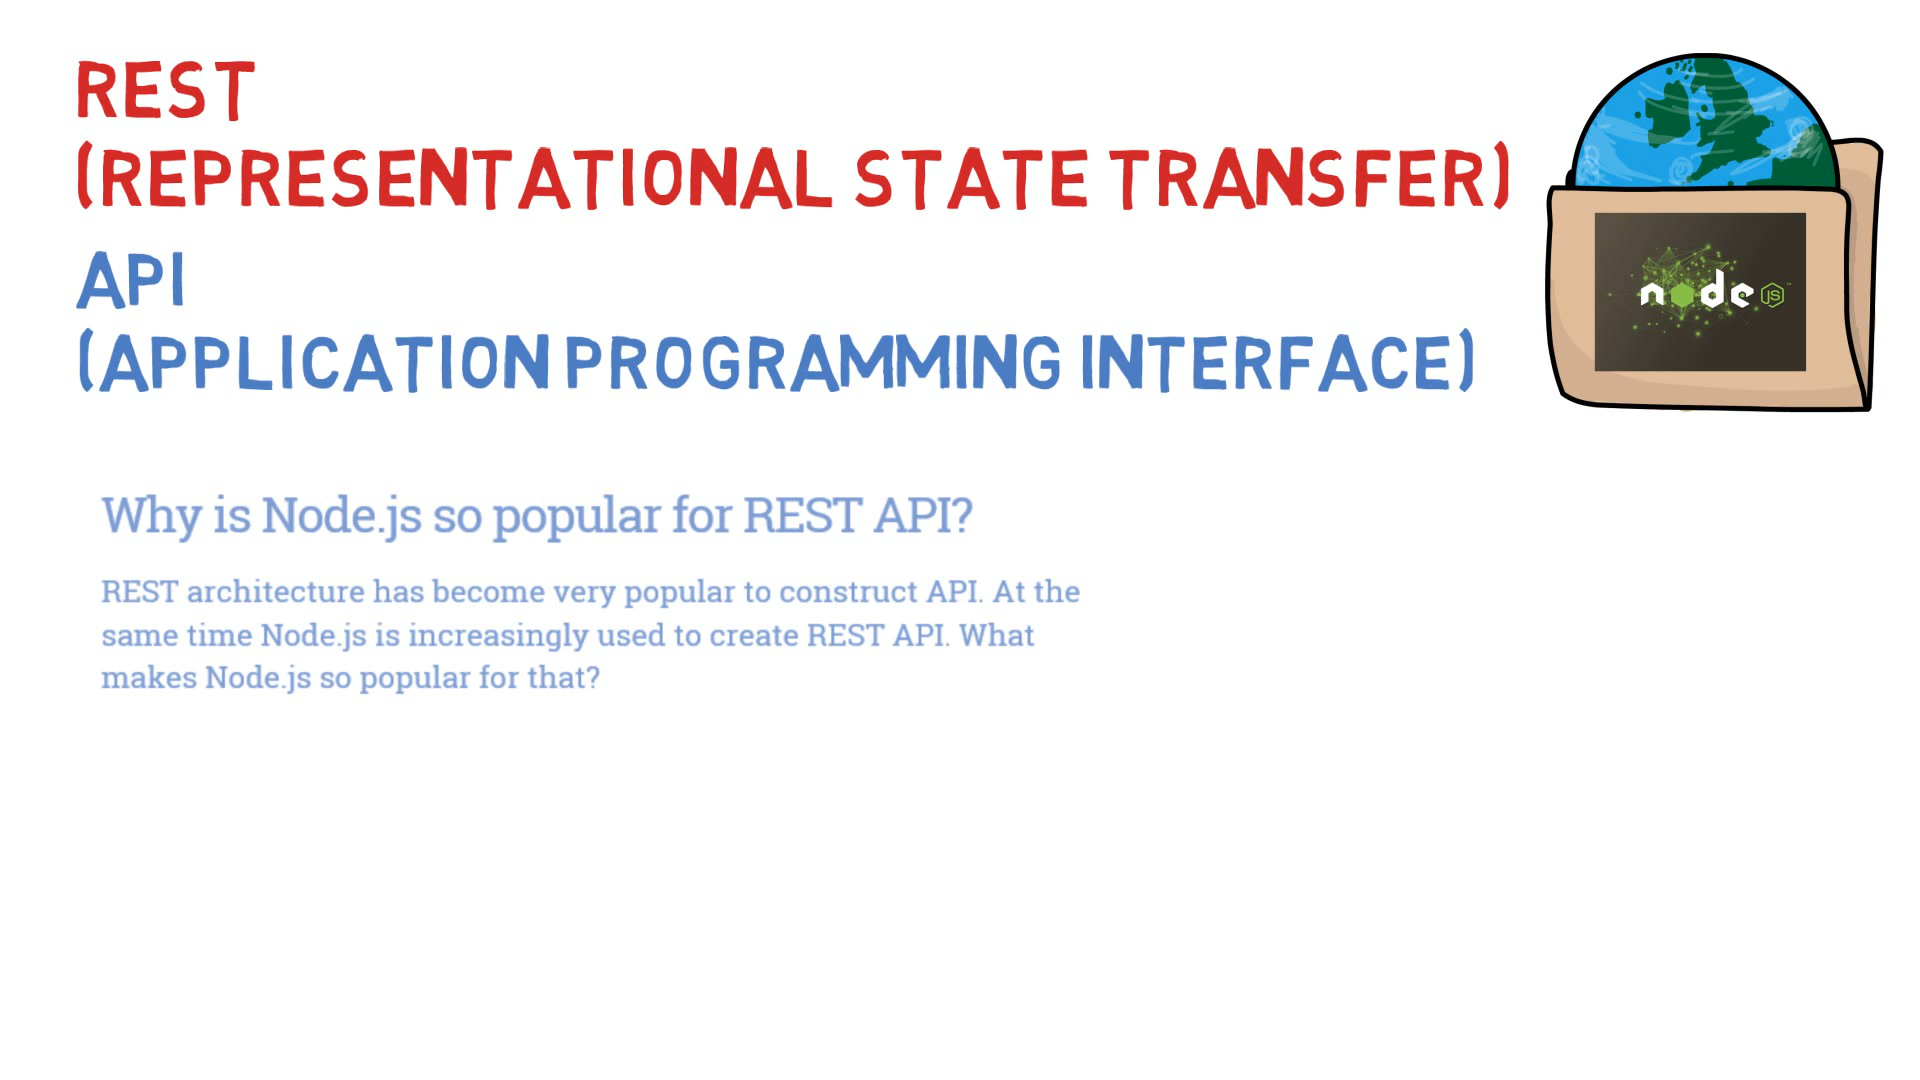 REST
(REPRESENTATIONAL STATE TRANSFER)
API
(APPLICATION PROGRAMMING INTERFACE)
node JS
Why is Node.js so popular for REST API?
REST architecture has become very popular to construct API. At the
same time Node.js is increasingly used to create REST API. What
makes Node.js so popular for that?